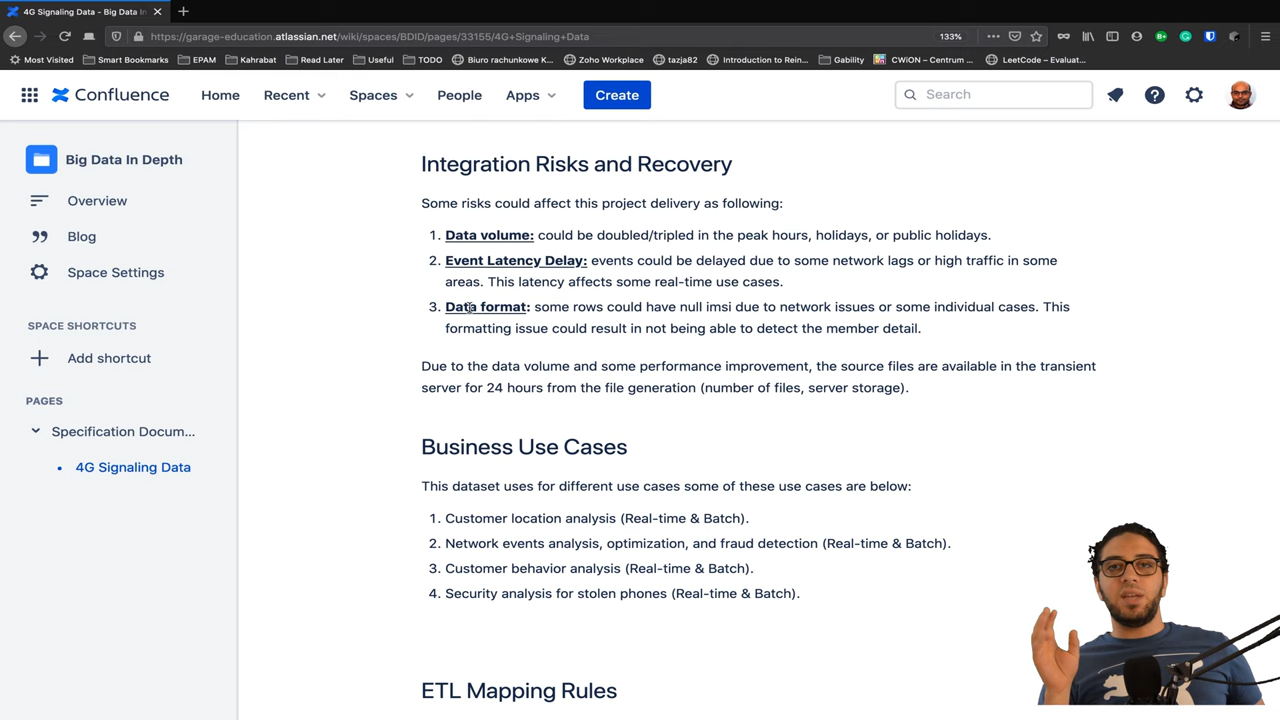 4G Signaling Data - Big Data In
https://garage-education.atlassian.net/wiki/spaces/BDID/pages/33155/4G+Signaling+Data
133%
Most Visited Smart Bookmarks EPAM Kahrabat Read Later Useful TODO Biuro rachunkowe K... Zoho Workplace tazja82 Introduction to Rein... Gability CWiON – Centrum ... LeetCode – Evaluat...
Confluence Home Recent Spaces People Apps Create Search
Big Data In Depth
Overview
Blog
Space Settings
SPACE SHORTCUTS
Add shortcut
PAGES
Specification Docum...
4G Signaling Data
Integration Risks and Recovery
Some risks could affect this project delivery as following:
1. Data volume: could be doubled/tripled in the peak hours, holidays, or public holidays.
2. Event Latency Delay: events could be delayed due to some network lags or high traffic in some
areas. This latency affects some real-time use cases.
3. Data format: some rows could have null imsi due to network issues or some individual cases. This
formatting issue could result in not being able to detect the member detail.
Due to the data volume and some performance improvement, the source files are available in the transient
server for 24 hours from the file generation (number of files, server storage).
Business Use Cases
This dataset uses for different use cases some of these use cases are below:
1. Customer location analysis (Real-time & Batch).
2. Network events analysis, optimization, and fraud detection (Real-time & Batch).
3. Customer behavior analysis (Real-time & Batch).
4. Security analysis for stolen phones (Real-time & Batch).
ETL Mapping Rules